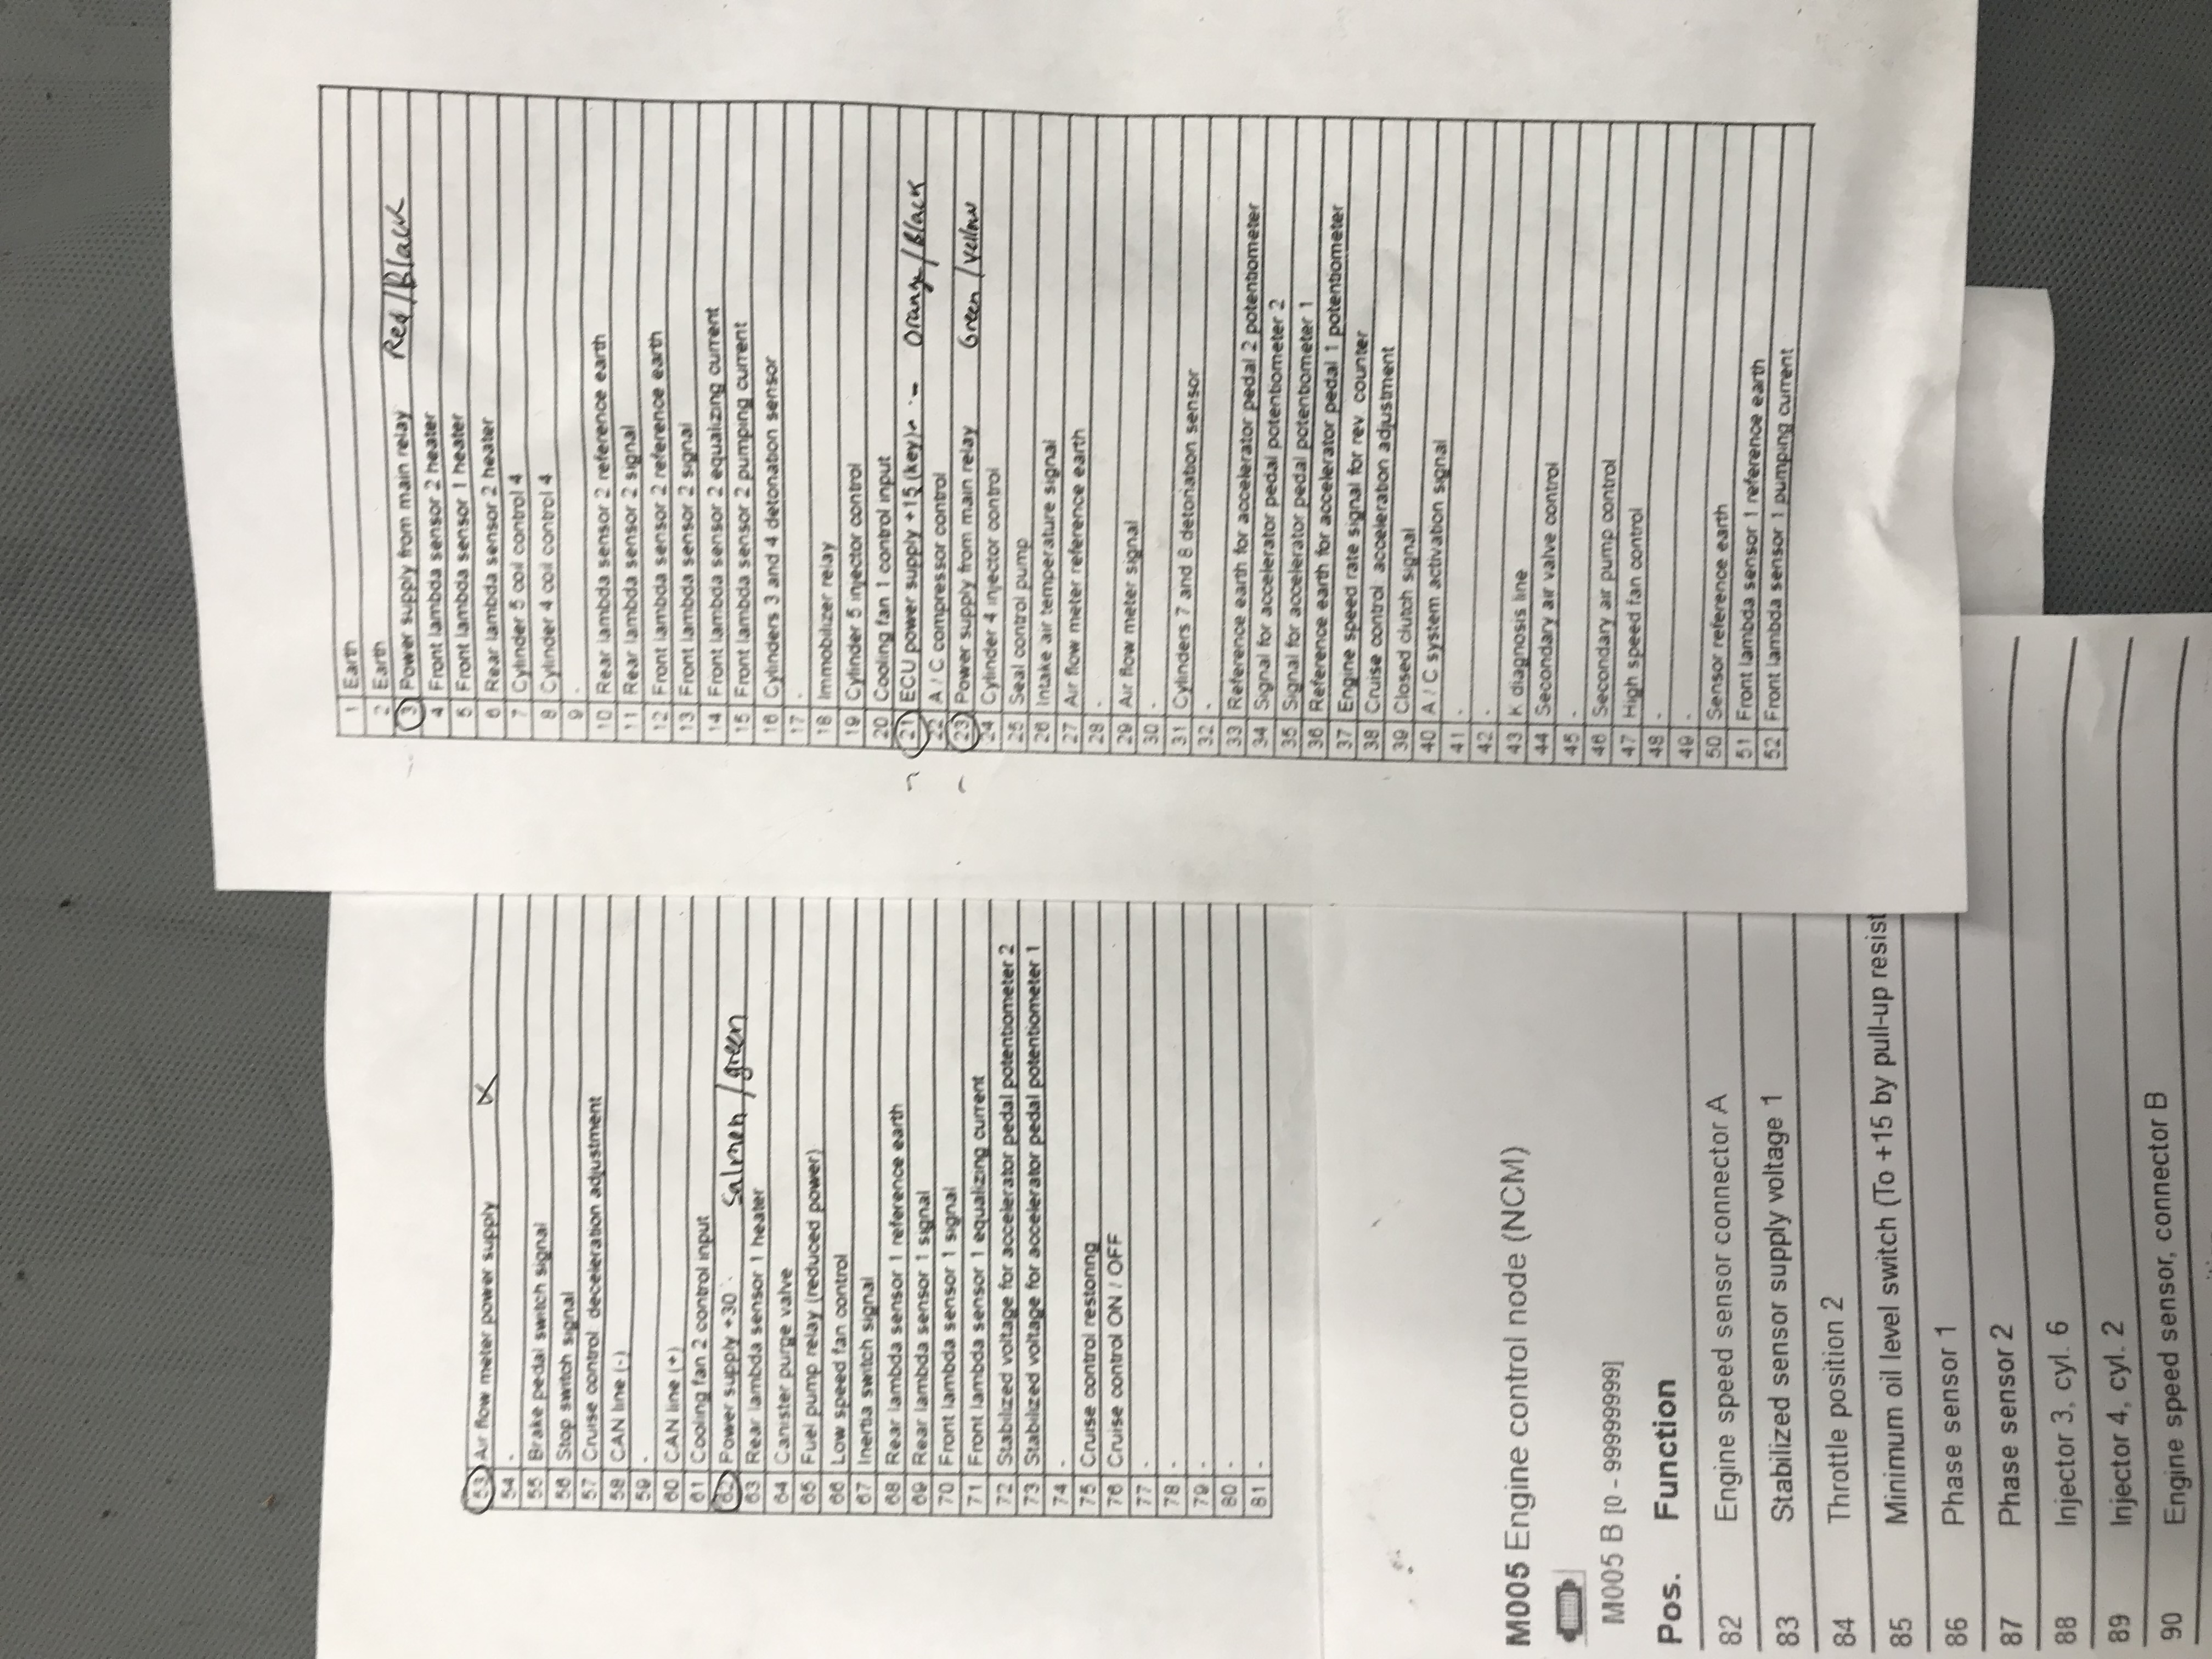 53 Air flow meter power supply X
54 -
55 Brake pedal switch signal
56 Stop switch signal
57 Cruise control: deceleration adjustment
58 CAN line (-)
59 -
60 CAN line (+)
61 Cooling fan 2 control input
62 Power supply +30 Salmen/green
63 Rear lambda sensor 1 heater
64 Canister purge valve
65 Fuel pump relay (reduced power)
66 Low speed fan control
67 Inertia switch signal
68 Rear lambda sensor 1 reference earth
69 Rear lambda sensor 1 signal
70 Front lambda sensor 1 signal
71 Front lambda sensor 1 equalizing current
72 Stabilized voltage for accelerator pedal potentiometer 2
73 Stabilized voltage for accelerator pedal potentiometer 1
74 -
75 Cruise control restoring
76 Cruise control ON / OFF
77 -
78 -
79 -
80 -
81 -
M005 Engine control node (NCM)
M005 B [0 - 99999999]
Pos. Function
82 Engine speed sensor connector A
83 Stabilized sensor supply voltage 1
84 Throttle position 2
85 Minimum oil level switch (To +15 by pull-up resist
86 Phase sensor 1
87 Phase sensor 2
88 Injector 3, cyl. 6
89 Injector 4, cyl. 2
90 Engine speed sensor, connector B
1 Earth
2 Earth
3 Power supply from main relay Red/Black
4 Front lambda sensor 2 heater
5 Front lambda sensor 1 heater
6 Rear lambda sensor 2 heater
7 Cylinder 5 coil control 4
8 Cylinder 4 coil control 4
9 -
10 Rear lambda sensor 2 reference earth
11 Rear lambda sensor 2 signal
12 Front lambda sensor 2 reference earth
13 Front lambda sensor 2 signal
14 Front lambda sensor 2 equalizing current
15 Front lambda sensor 2 pumping current
16 Cylinders 3 and 4 detonation sensor
17 -
18 Immobilizer relay
19 Cylinder 5 injector control
20 Cooling fan 1 control input
21 ECU power supply +15 (key) Orange/Black
22 A / C compressor control
23 Power supply from main relay Green/yellow
24 Cylinder 4 injector control
25 Seal control pump
26 Intake air temperature signal
27 Air flow meter reference earth
28 -
29 Air flow meter signal
30 -
31 Cylinders 7 and 8 detonation sensor
32 -
33 Reference earth for accelerator pedal 2 potentiometer
34 Signal for accelerator pedal potentiometer 2
35 Signal for accelerator pedal potentiometer 1
36 Reference earth for accelerator pedal 1 potentiometer
37 Engine speed rate signal for rev. counter
38 Cruise control: acceleration adjustment
39 Closed clutch signal
40 A / C system activation signal
41 -
42 -
43 K diagnosis line
44 Secondary air valve control
45 -
46 Secondary air pump control
47 High speed fan control
48 -
49 -
50 Sensor reference earth
51 Front lambda sensor 1 reference earth
52 Front lambda sensor 1 pumping current